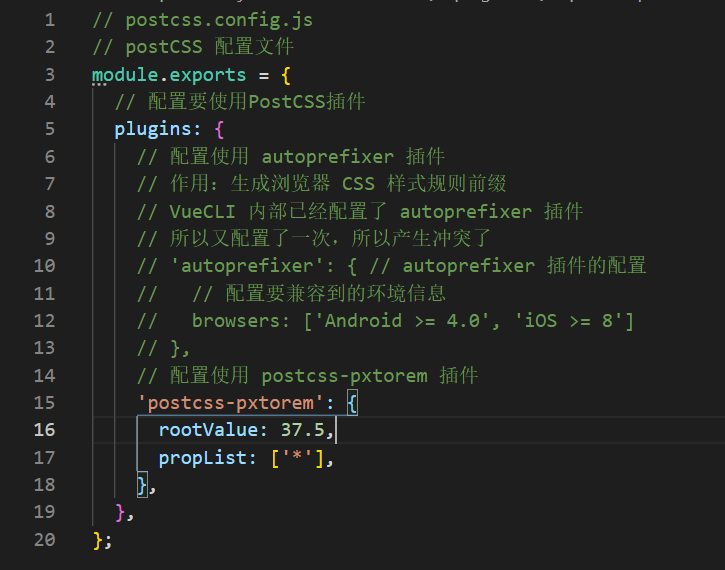 1 // postcss.config.js
2 // postCSS 配置文件
3 module.exports = {
4 // 配置要使用PostCSS插件
5 plugins: {
6 // 配置使用 autoprefixer 插件
7 // 作用：生成浏览器 CSS 样式规则前缀
8 // VueCLI 内部已经配置了 autoprefixer 插件
9 // 所以又配置了一次，所以产生冲突了
10 // 'autoprefixer': { // autoprefixer 插件的配置
11 //   // 配置要兼容到的环境信息
12 //   browsers: ['Android >= 4.0', 'iOS >= 8']
13 // },
14 // 配置使用 postcss-pxtorem 插件
15 'postcss-pxtorem': {
16 rootValue: 37.5,
17 propList: ['*'],
18 },
19 },
20 };